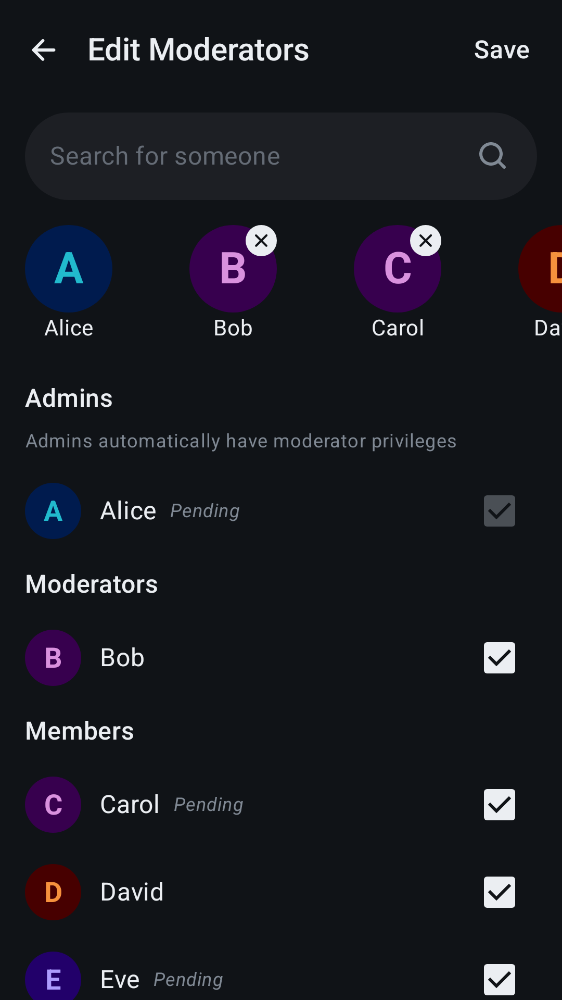 Edit Moderators Save
Search for someone
A B C D
Alice Bob Carol Da
Admins
Admins automatically have moderator privileges
A Alice Pending
Moderators
B Bob
Members
C Carol Pending
D David
E Eve Pending